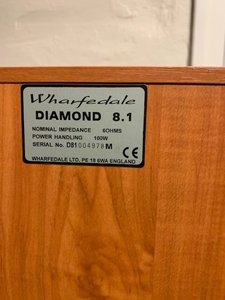 Wharfedale
DIAMOND 8.1
NOMINAL IMPEDANCE 6OHMS
POWER HANDLING 100W
SERIAL No. D81004978M
WHARFEDALE LTD, PE 18 6WA ENGLAND
CE